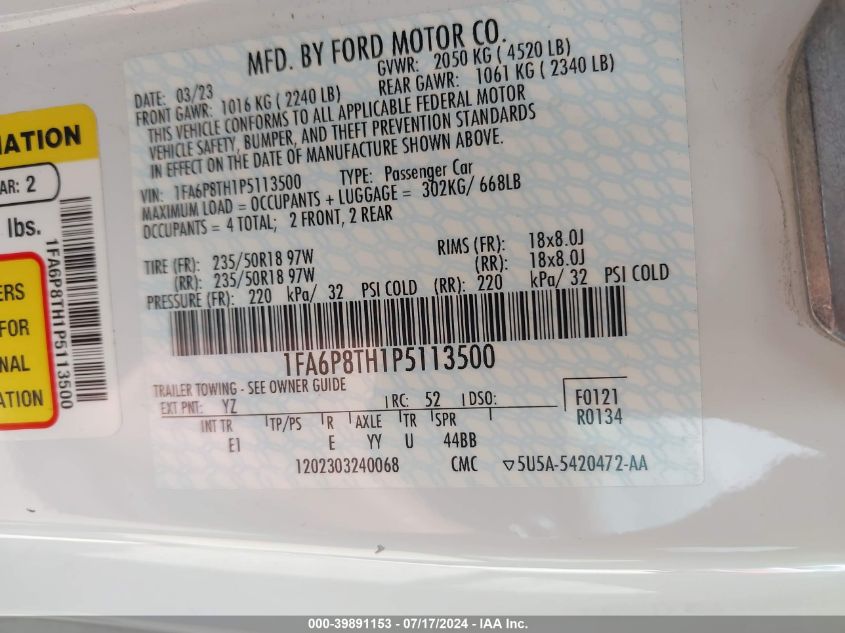 MFD. BY FORD MOTOR CO.
DATE: 03/23 GVWR: 2050 KG ( 4520 LB)
FRONT GAWR: 1016 KG ( 2240 LB) REAR GAWR: 1061 KG ( 2340 LB)
THIS VEHICLE CONFORMS TO ALL APPLICABLE FEDERAL MOTOR
VEHICLE SAFETY, BUMPER, AND THEFT PREVENTION STANDARDS
IN EFFECT ON THE DATE OF MANUFACTURE SHOWN ABOVE.
VIN: 1FA6P8TH1P5113500 TYPE: Passenger Car
MAXIMUM LOAD = OCCUPANTS + LUGGAGE = 302KG/ 668LB
OCCUPANTS = 4 TOTAL; 2 FRONT, 2 REAR
TIRE (FR): 235/50R18 97W RIMS (FR): 18x8.0J
(RR): 235/50R18 97W (RR): 18x8.0J
PRESSURE (FR): 220 kPa/ 32 PSI COLD (RR): 220 kPa/ 32 PSI COLD
1FA6P8TH1P5113500
TRAILER TOWING - SEE OWNER GUIDE
EXT PNT: YZ RC: 52 DSO: F0121
R0134
INT TR TP/PS R AXLE TR SPR
E1 E YY U 44BB
1202303240068 CMC ▽5U5A-5420472-AA
MATION
AR: 2
lbs.
1FA6P8TH1P5113500
ERS
FOR
NAL
ATION
000-39891153 - 07/17/2024 - IAA Inc.